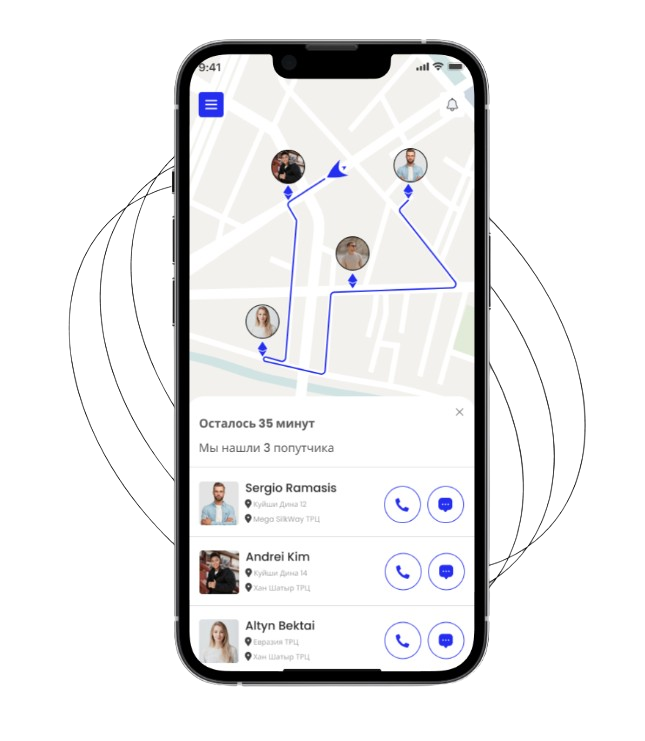 9:41
Осталось 35 минут
Мы нашли 3 попутчика
Sergio Ramasis
Куйши Дина 12
Mega SilkWay ТРЦ
Andrei Kim
Куйши Дина 14
Хан Шатыр ТРЦ
Altyn Bektai
Евразия ТРЦ
Хан Шатыр ТРЦ